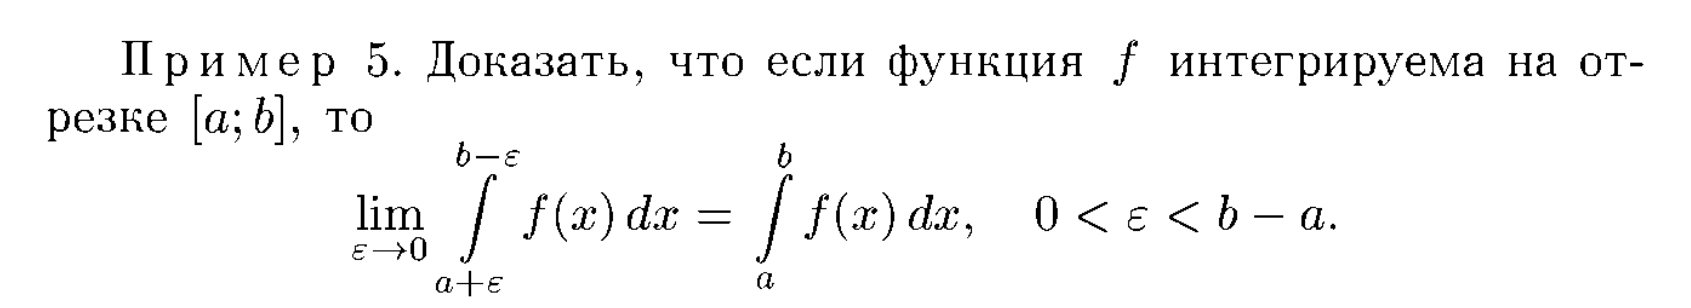 Пример 5. Доказать, что если функция f интегрируема на от-
резке [a; b], то
lim_{ε→0} ∫_{a+ε}^{b−ε} f(x) dx = ∫_{a}^{b} f(x) dx, 0 < ε < b − a.